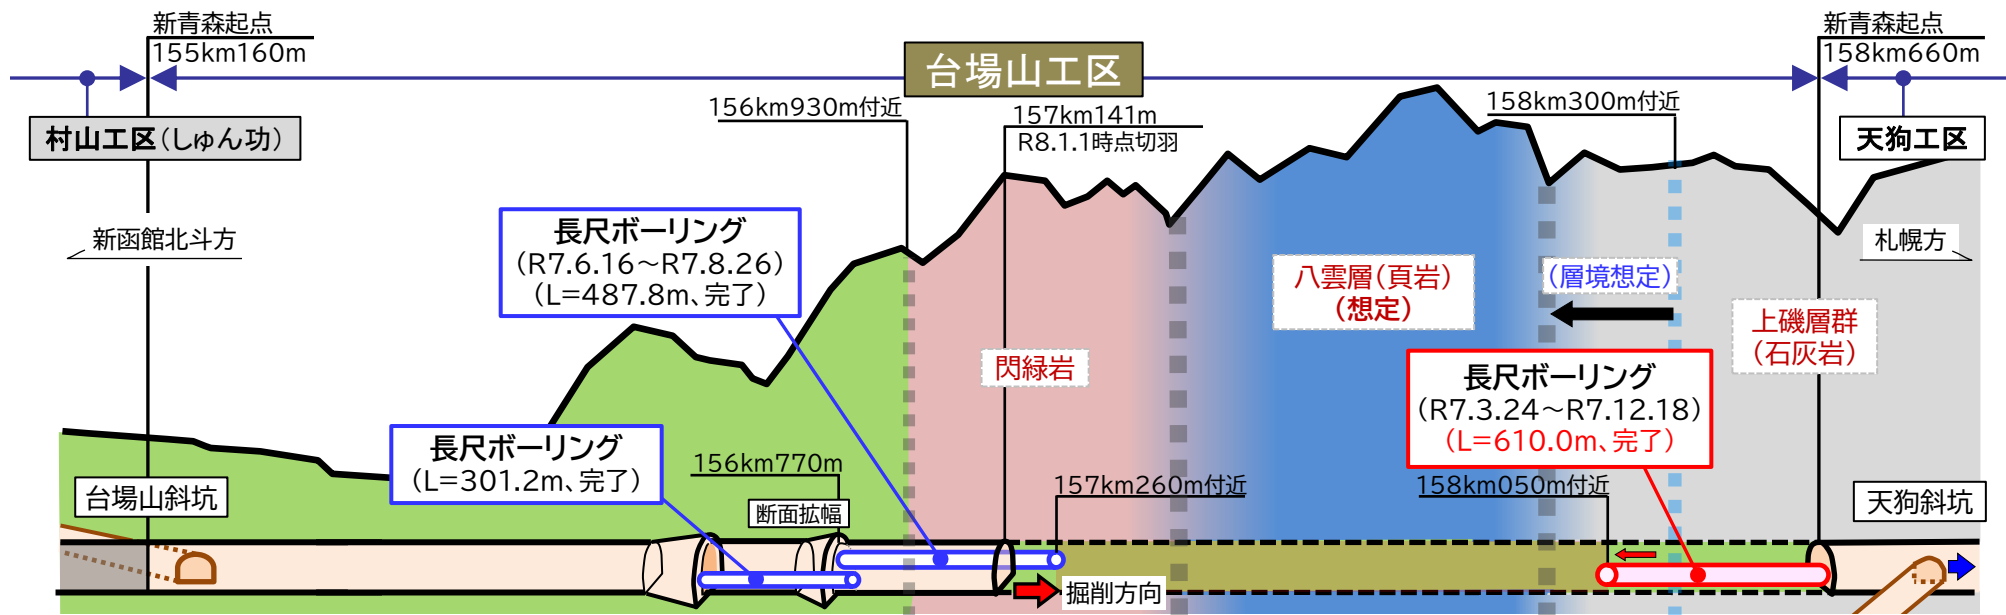 新青森起点
155km160m
台場山工区
新青森起点
158km660m
村山工区(しゅん功)
156km930m付近
157km141m
R8.1.1時点切羽
158km300m付近
天狗工区
新函館北斗方
長尺ボーリング
(R7.6.16～R7.8.26)
(L=487.8m、完了)
札幌方
八雲層(頁岩)
(想定)
(層境想定)
上磯層群
(石灰岩)
閃緑岩
長尺ボーリング
(R7.3.24～R7.12.18)
(L=610.0m、完了)
長尺ボーリング
(L=301.2m、完了)
156km770m
157km260m付近
158km050m付近
台場山斜坑
断面拡幅
天狗斜坑
掘削方向